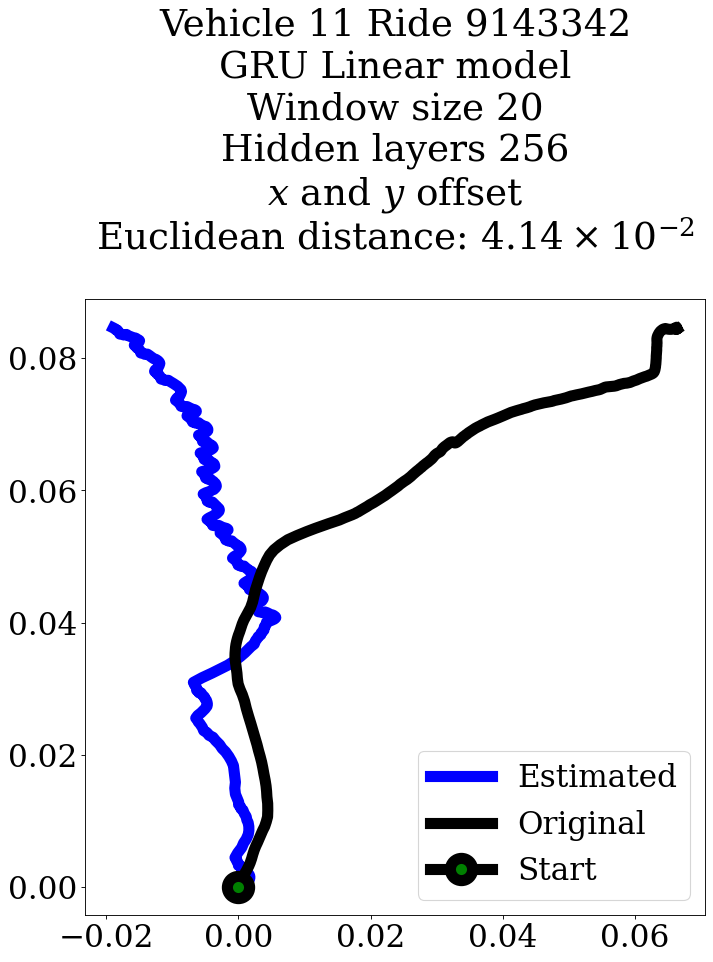 Vehicle 11 Ride 9143342
GRU Linear model
Window size 20
Hidden layers 256
x and y offset
Euclidean distance: 4.14 × 10⁻²
0.08
0.06
0.04
0.02
0.00
Estimated
Original
Start
−0.02 0.00 0.02 0.04 0.06